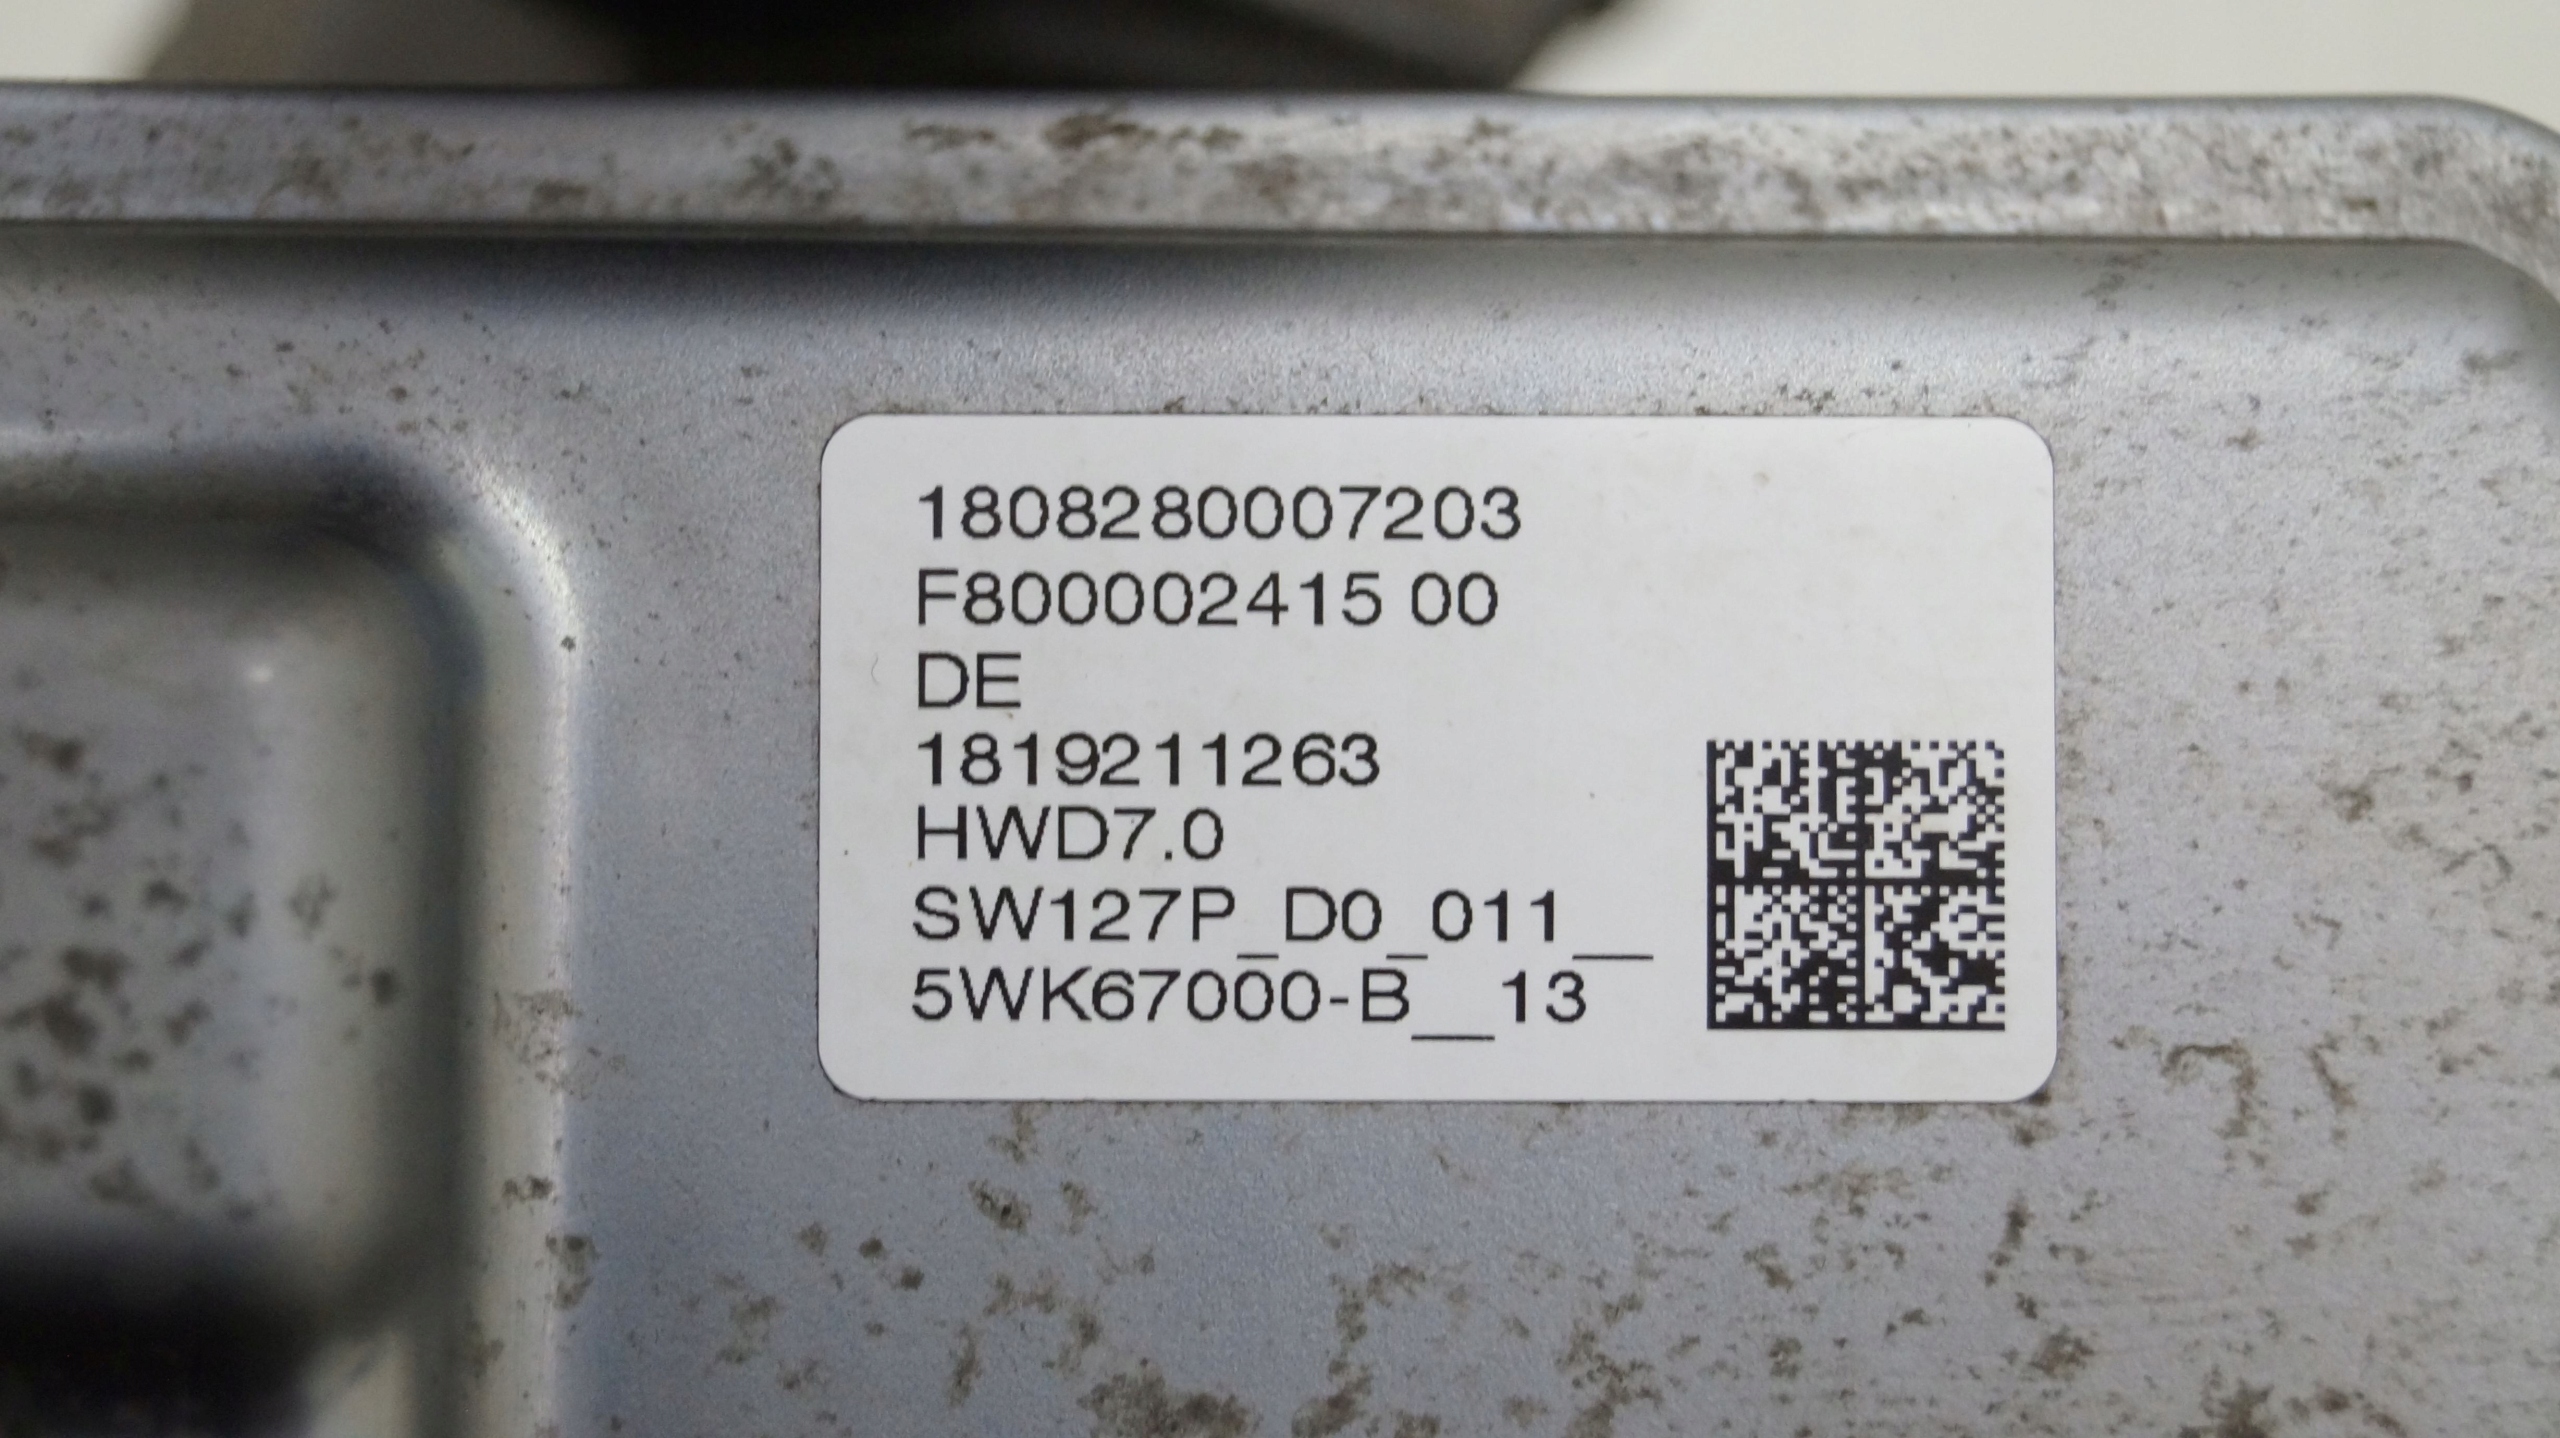 1808280007203
F800002415 00
DE
1819211263
HWD7.0
SW127P_D0_011__
5WK67000-B__13